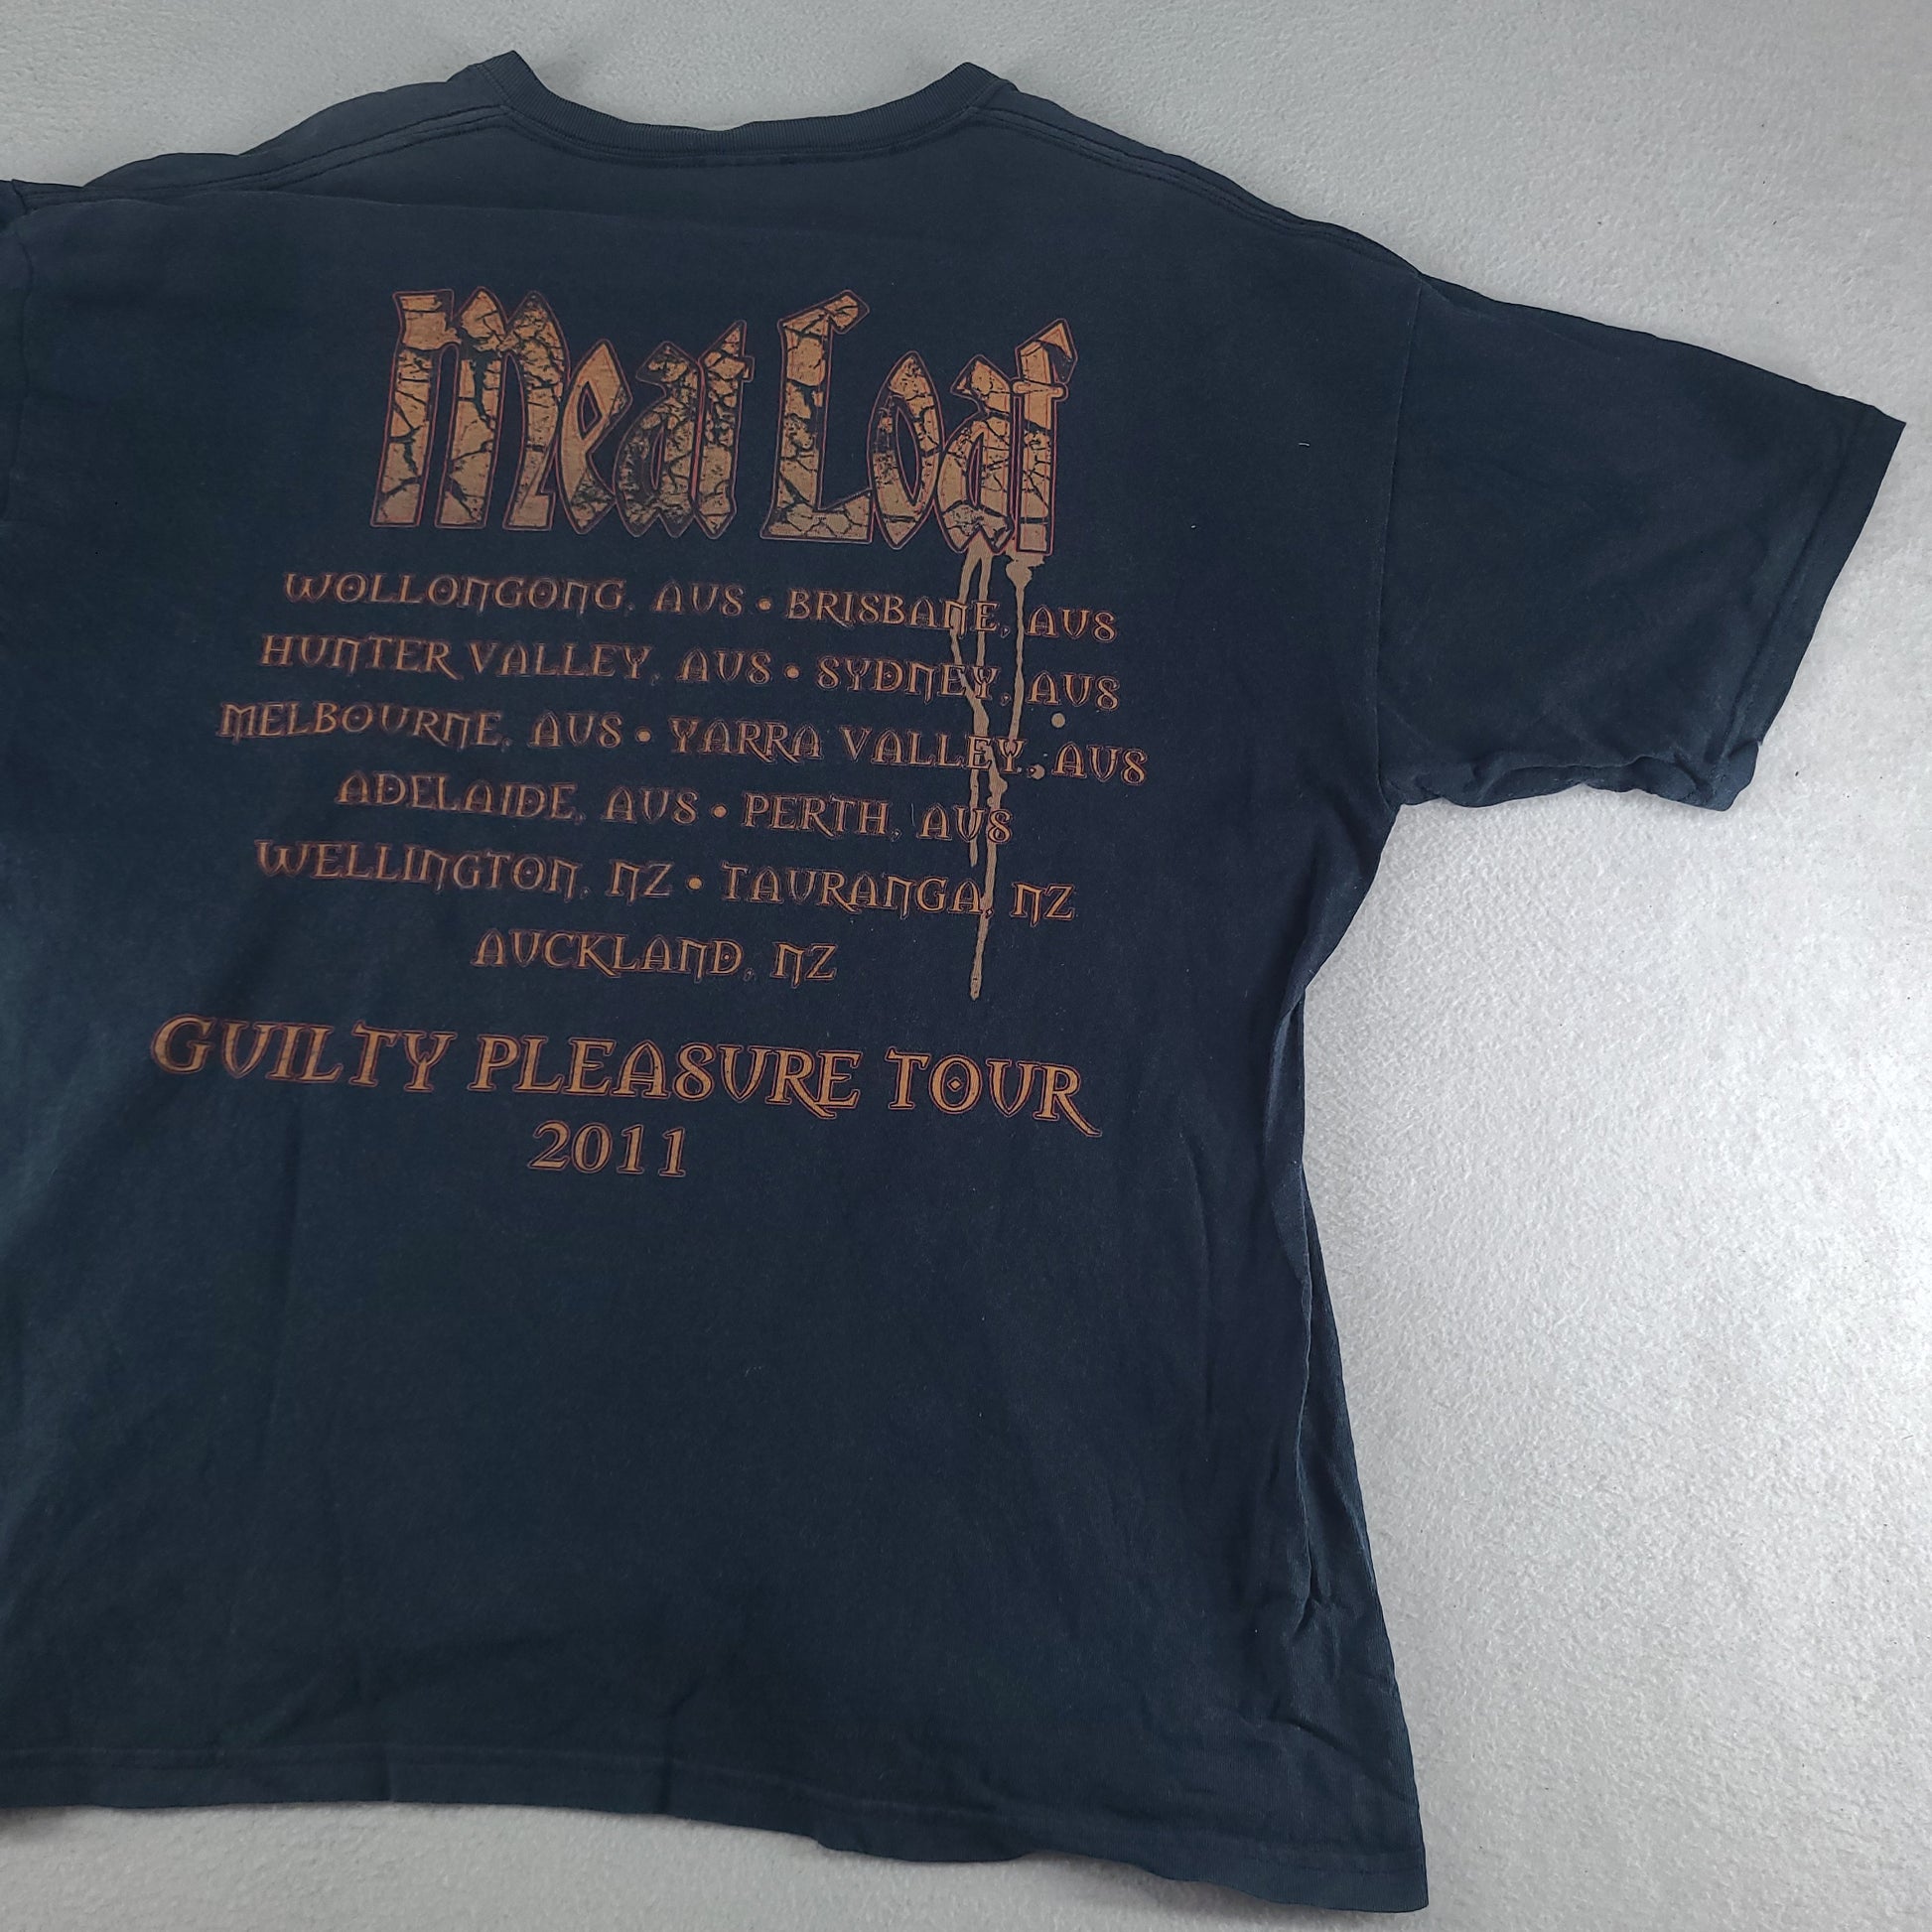 Meat Loaf
WOLLONGONG, AUS • BRISBANE, AUS
HUNTER VALLEY, AUS • SYDNEY, AUS
MELBOURNE, AUS • YARRA VALLEY, AUS
ADELAIDE, AUS • PERTH, AUS
WELLINGTON, NZ • TAURANGA, NZ
AUCKLAND, NZ
GUILTY PLEASURE TOUR
2011